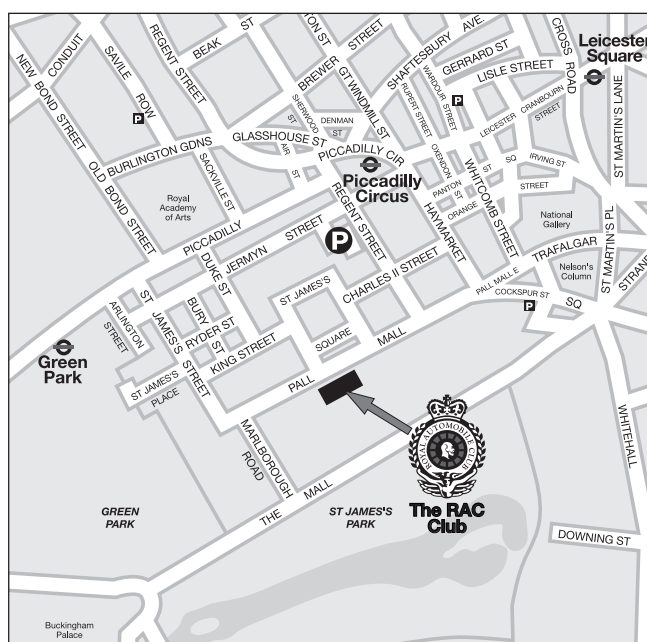 CONDUIT
ST
NEW BOND STREET
SAVILE
ROW
REGENT STREET
BEAK
ST
BREWER
STREET
GT WINDMILL ST
SHAFTESBURY AVE.
RUPERT STREET
WARDOUR STREET
GERRARD ST
LISLE STREET
CROSS
ROAD
Leicester
Square
ST MARTIN'S LANE
CRANBOURN
STREET
LEICESTER
SQ
IRVING ST
STREET
P
P
SHERWOOD
ST
DENMAN
ST
GLASSHOUSE ST
AIR
ST
PICCADILLY CIR
Piccadilly
Circus
OLD BURLINGTON GDNS
OLD BOND STREET
SACKVILLE ST
Royal
Academy
of Arts
OXENDON
ST
PANTON
ST
ORANGE
WHITCOMB STREET
HAYMARKET
REGENT STREET
PICCADILLY
JERMYN
STREET
P
DUKE ST
BURY
ST
RYDER ST
KING STREET
ST JAMES'S
SQUARE
CHARLES II STREET
National
Gallery
TRAFALGAR
SQ
Nelson's
Column
ST MARTIN'S PL
STRAND
PALL MALL E
COCKSPUR ST
P
ARLINGTON
STREET
ST JAMES'S
STREET
ST JAMES'S
PLACE
Green
Park
PALL
MALL
MARLBOROUGH
ROAD
THE
MALL
ROYAL AUTOMOBILE CLUB
The RAC
Club
WHITEHALL
DOWNING ST
GREEN
PARK
ST JAMES'S
PARK
Buckingham
Palace